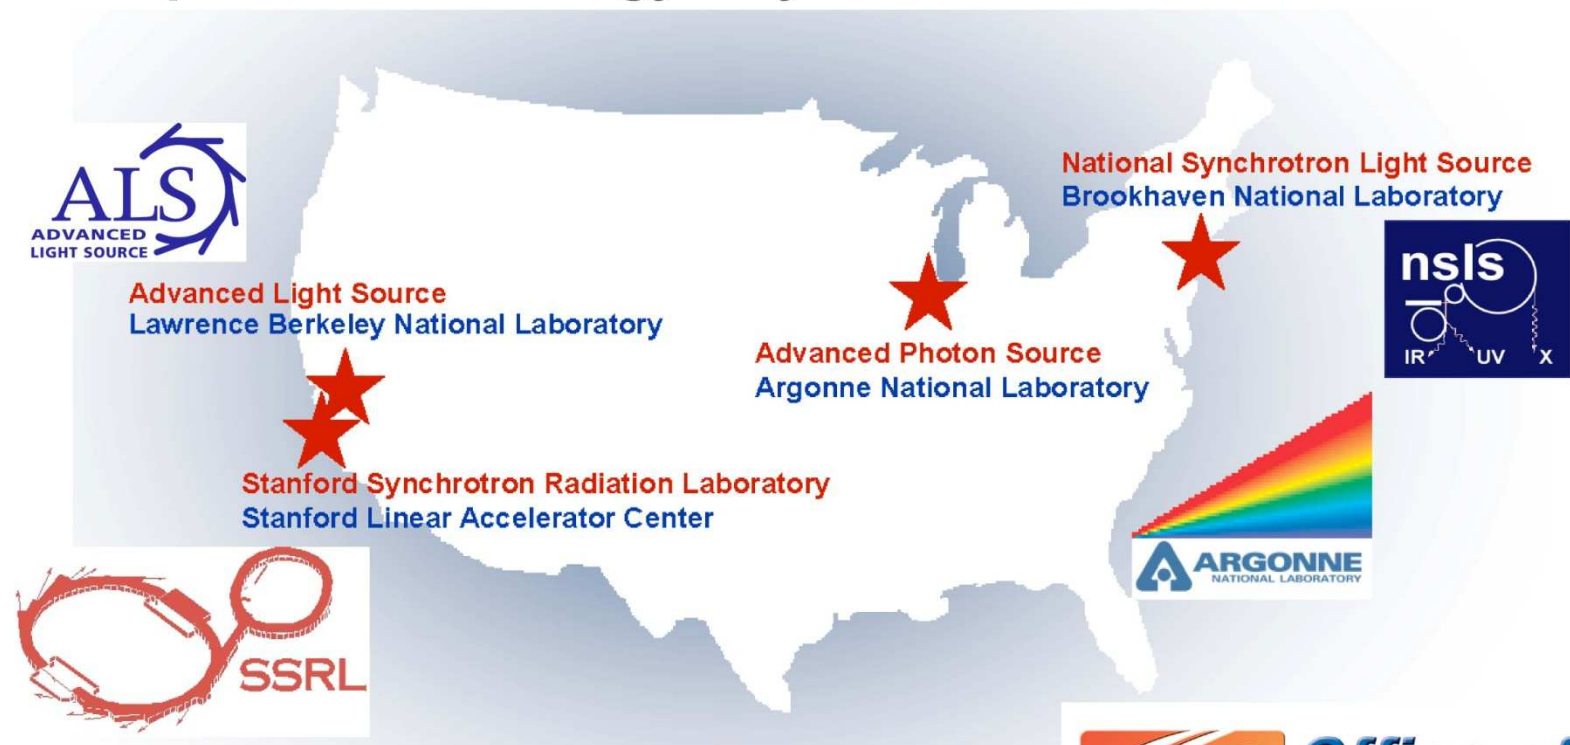 ALS
ADVANCED
LIGHT SOURCE
National Synchrotron Light Source
Brookhaven National Laboratory
nsls
IR UV X
Advanced Light Source
Lawrence Berkeley National Laboratory
Advanced Photon Source
Argonne National Laboratory
Stanford Synchrotron Radiation Laboratory
Stanford Linear Accelerator Center
ARGONNE
NATIONAL LABORATORY
SSRL